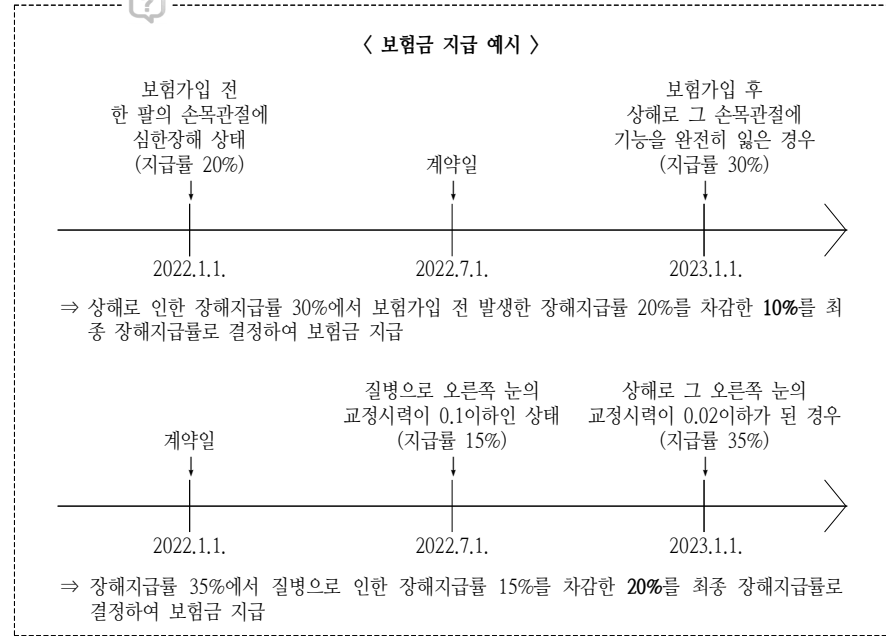 ?
〈 보험금 지급 예시 〉
보험가입 전
한 팔의 손목관절에
심한장해 상태
(지급률 20%)
계약일
보험가입 후
상해로 그 손목관절에
기능을 완전히 잃은 경우
(지급률 30%)
2022.1.1.
2022.7.1.
2023.1.1.
⇒ 상해로 인한 장해지급률 30%에서 보험가입 전 발생한 장해지급률 20%를 차감한 10%를 최
종 장해지급률로 결정하여 보험금 지급
계약일
질병으로 오른쪽 눈의
교정시력이 0.1이하인 상태
(지급률 15%)
상해로 그 오른쪽 눈의
교정시력이 0.02이하가 된 경우
(지급률 35%)
2022.1.1.
2022.7.1.
2023.1.1.
⇒ 장해지급률 35%에서 질병으로 인한 장해지급률 15%를 차감한 20%를 최종 장해지급률로
결정하여 보험금 지급